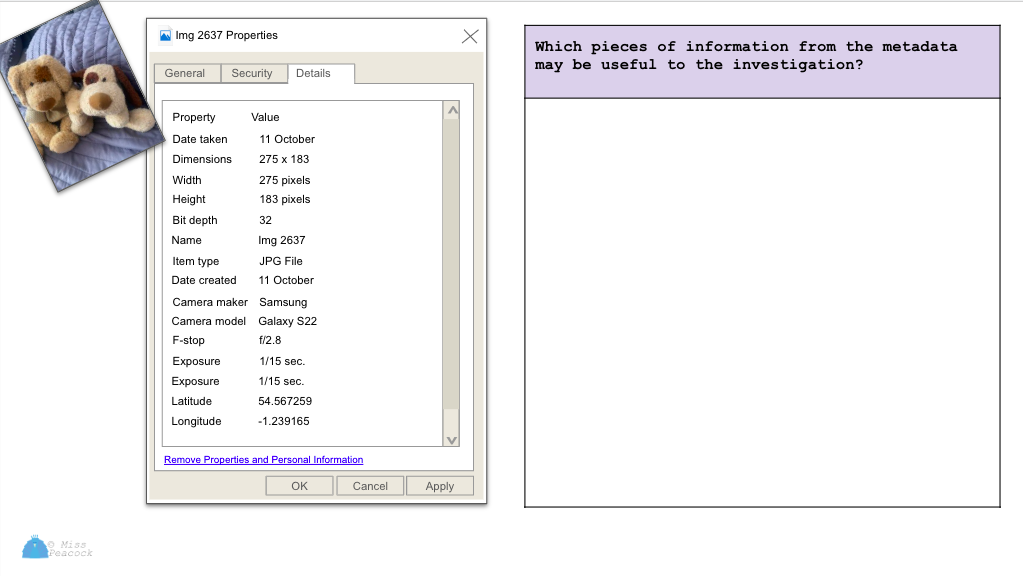 Img 2637 Properties
General Security Details
Property Value
Date taken 11 October
Dimensions 275 x 183
Width 275 pixels
Height 183 pixels
Bit depth 32
Name Img 2637
Item type JPG File
Date created 11 October
Camera maker Samsung
Camera model Galaxy S22
F-stop f/2.8
Exposure 1/15 sec.
Exposure 1/15 sec.
Latitude 54.567259
Longitude -1.239165
Remove Properties and Personal Information
OK Cancel Apply
Which pieces of information from the metadata
may be useful to the investigation?
© Miss
Peacock